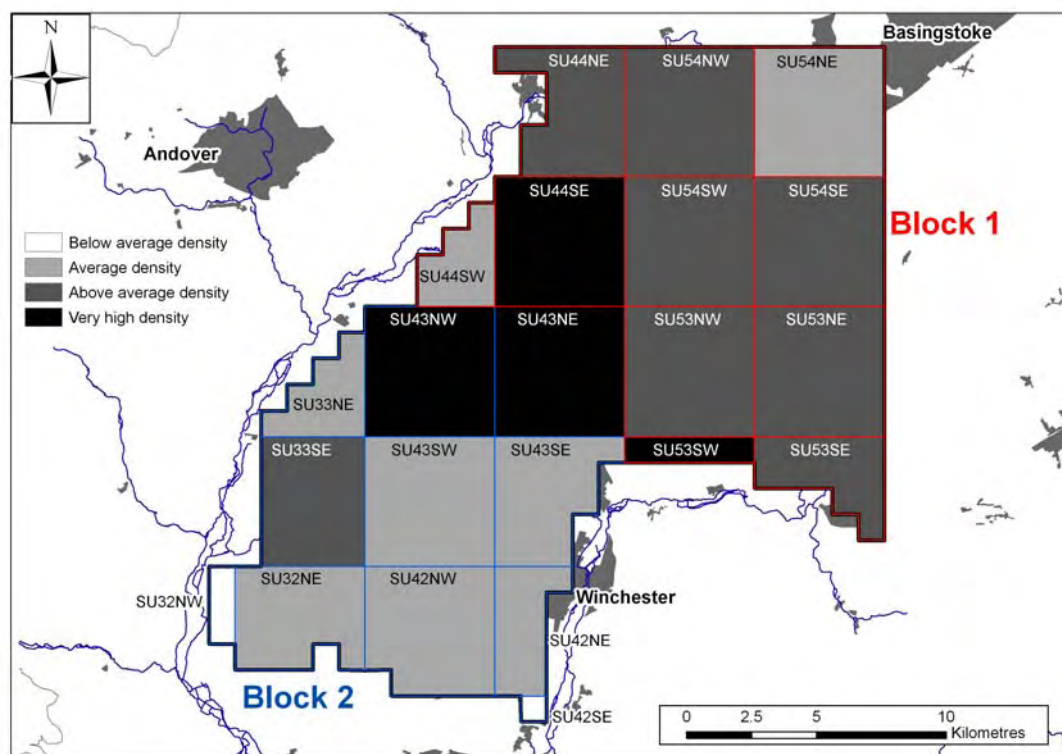 N
Basingstoke
SU44NE
SU54NW
SU54NE
Andover
SU44SE
SU54SW
SU54SE
Block 1
Below average density
Average density
Above average density
Very high density
SU44SW
SU43NW
SU43NE
SU53NW
SU53NE
SU33NE
SU33SE
SU43SW
SU43SE
SU53SW
SU53SE
SU32NW
SU32NE
SU42NW
Winchester
SU42NE
Block 2
SU42SE
0 2.5 5 10
Kilometres